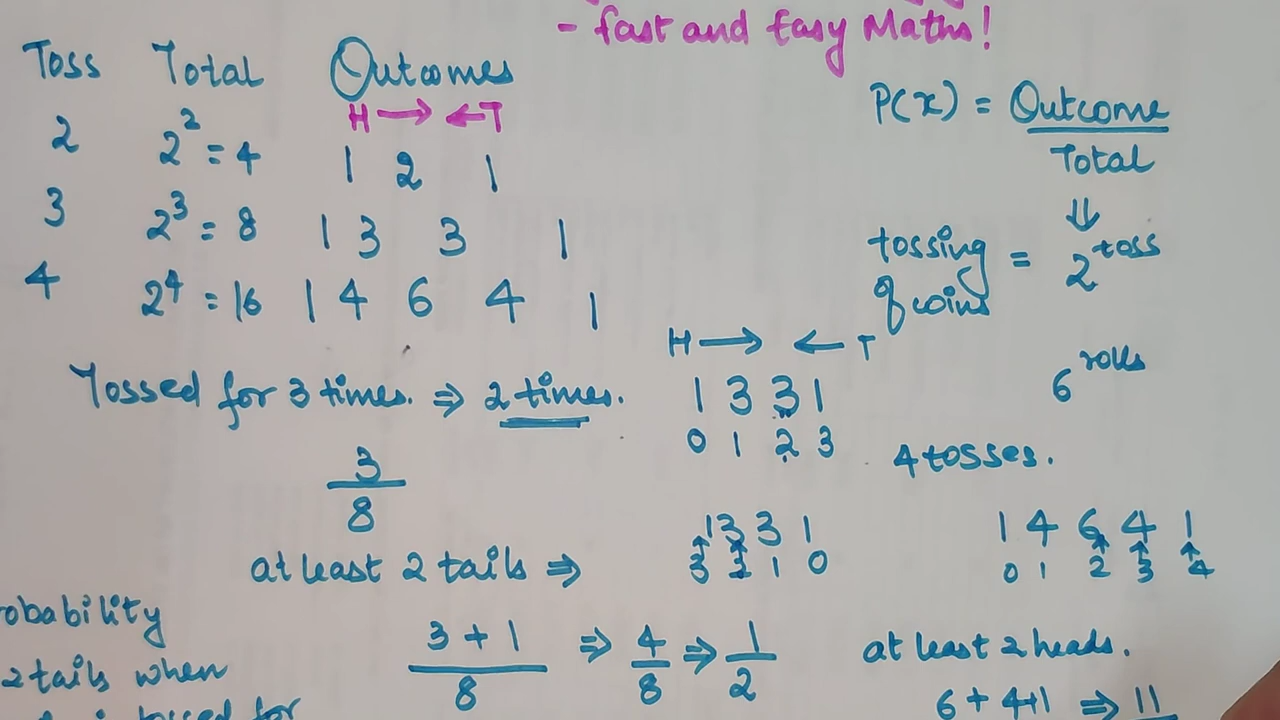 - fast and Easy Maths!
Toss Total Outcomes
H → ← T
2 2² = 4 1 2 1
3 2³ = 8 1 3 3 1
4 2⁴ = 16 1 4 6 4 1
P(x) = Outcome
Total
⇓
tossing of coins = 2^toss
6^rolls
Tossed for 3 times. ⇒ 2 times.
3
8
H → ← T
1 3 3 1
0 1 2 3
at least 2 tails ⇒
1 3 3 1
3 2 1 0
3 + 1 ⇒ 4 ⇒ 1
8 8 2
4 tosses.
1 4 6 4 1
0 1 2 3 4
at least 2 heads.
6 + 4+1 ⇒ 11
obability
2 tails when
tossed for